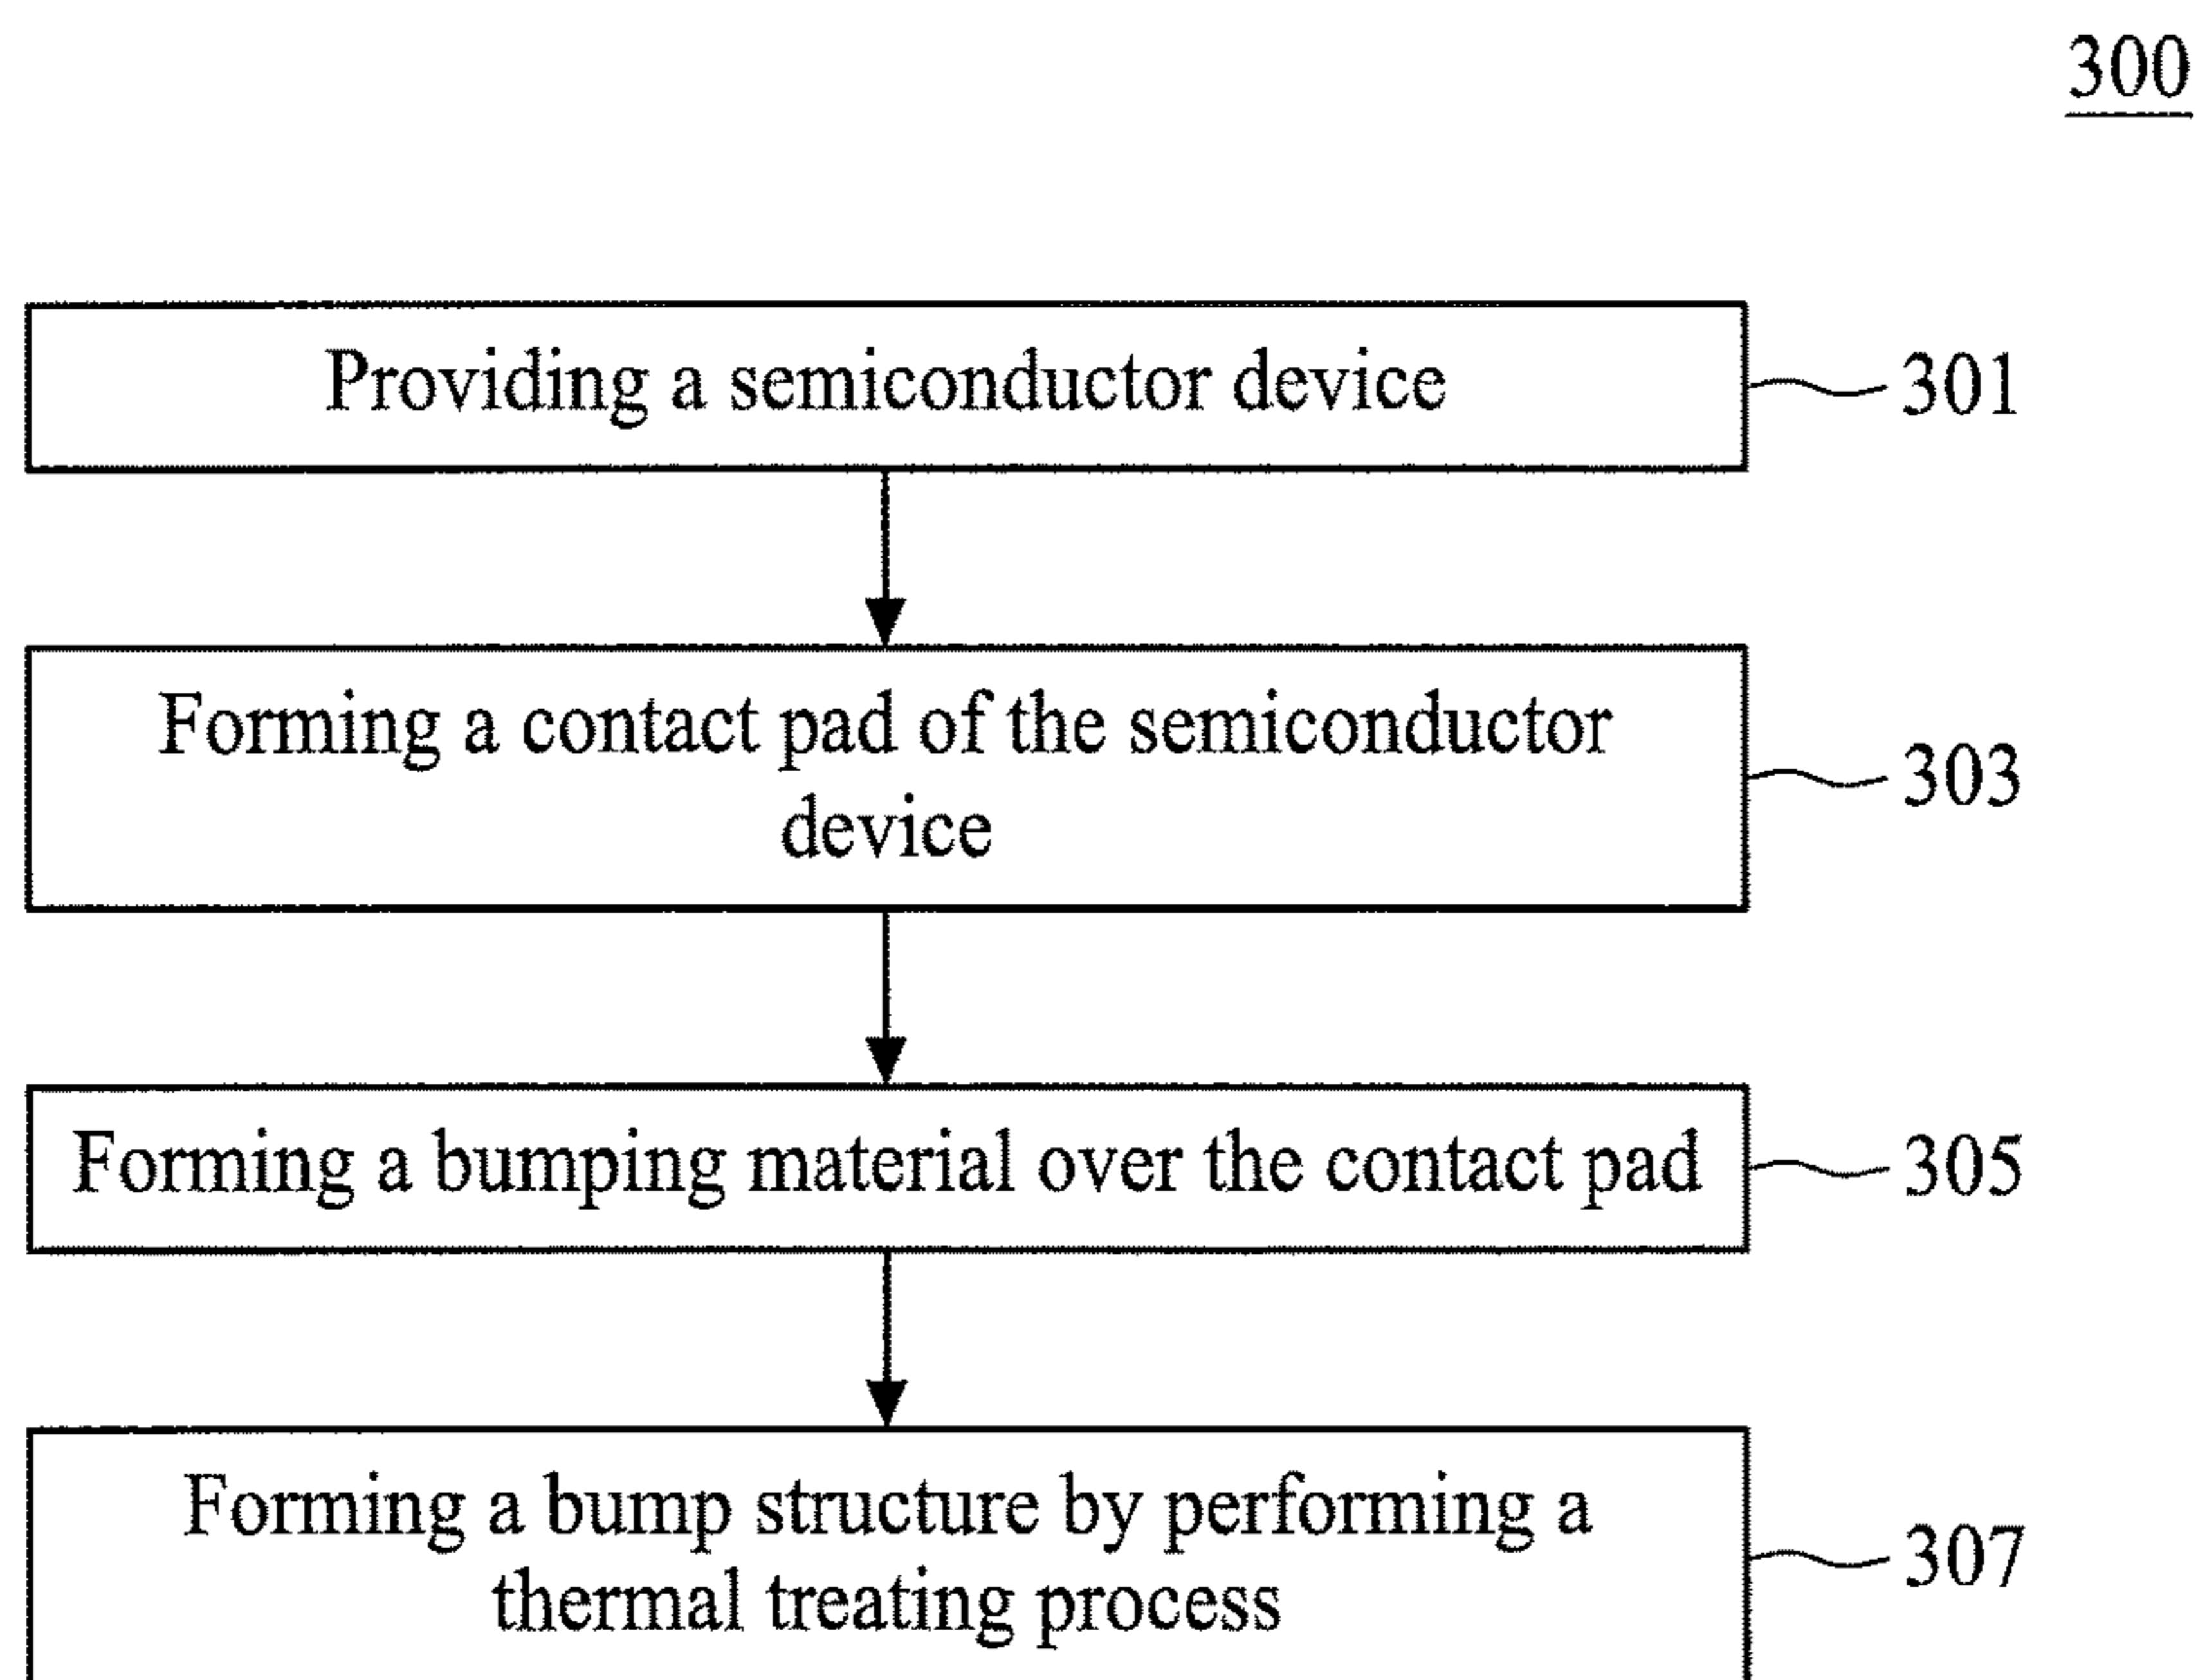 300
Providing a semiconductor device
301
Forming a contact pad of the semiconductor
device
303
Forming a bumping material over the contact pad
305
Forming a bump structure by performing a
thermal treating process
307